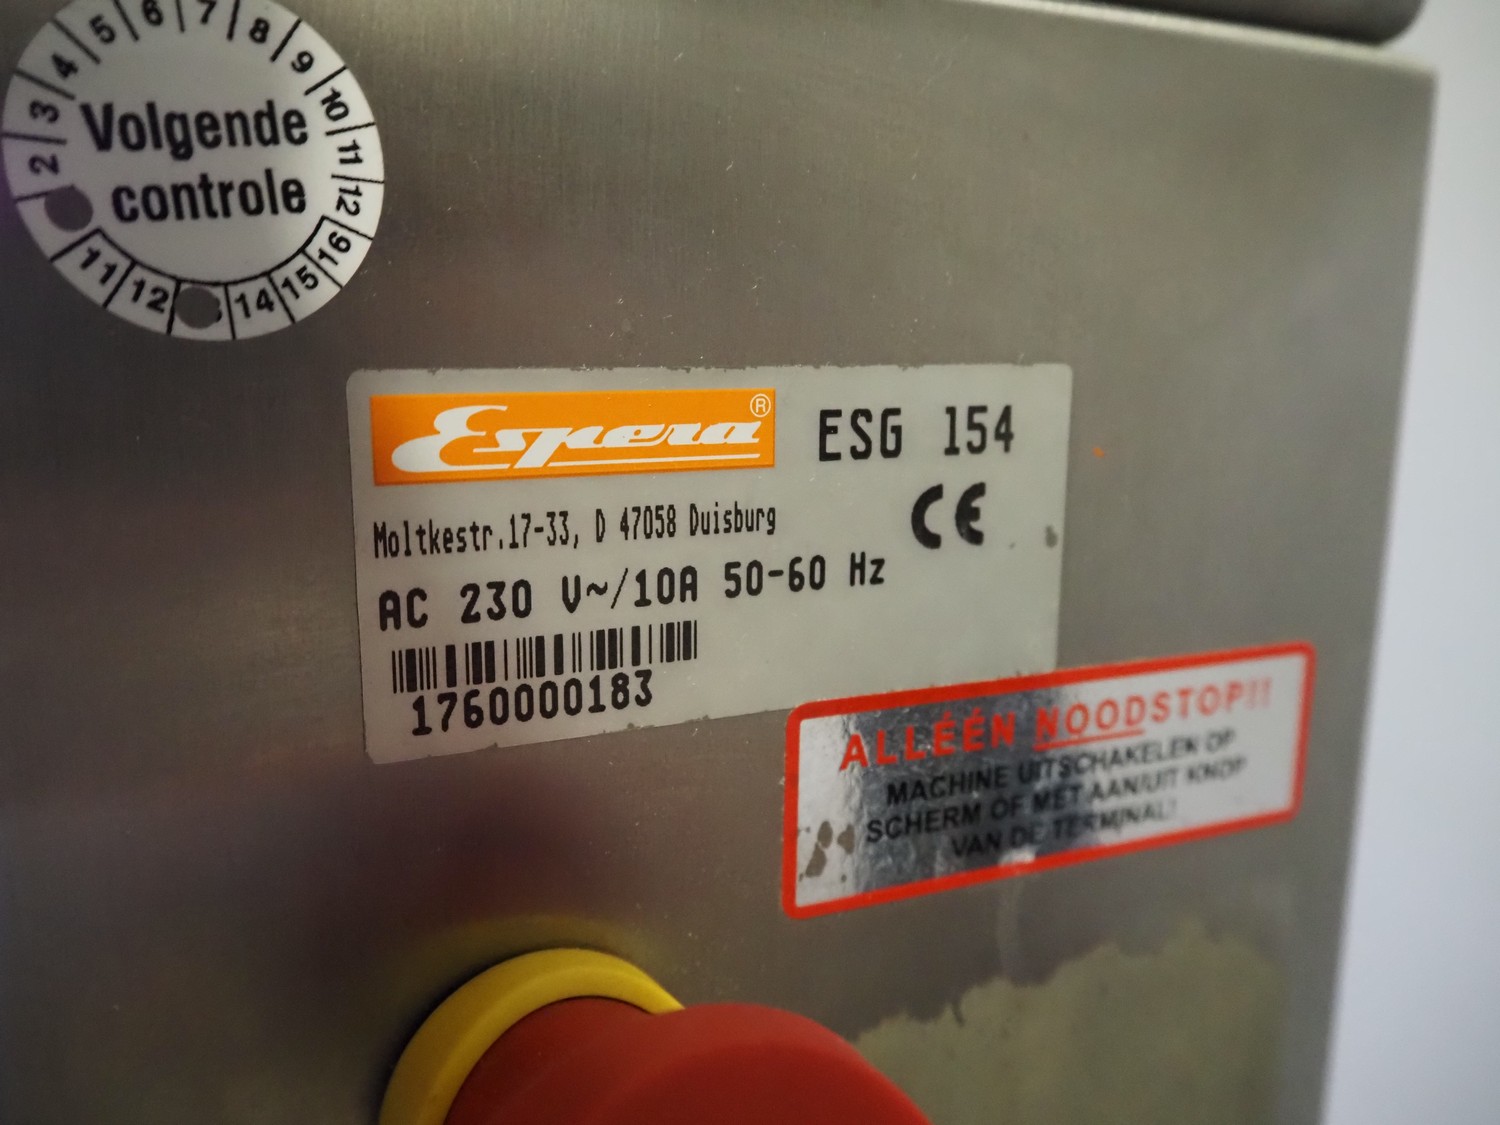 2 3 4 5 6 7 8 9 10 11 12
Volgende
controle
11 12 14 15 16
Espera® ESG 154
CE
Moltkestr.17-33, D 47058 Duisburg
AC 230 V~/10A 50-60 Hz
1760000183
ALLÉÉN NOODSTOP!!
MACHINE UITSCHAKELEN OP
SCHERM OF MET AAN/UIT KNOP
VAN DE TERMINAL!